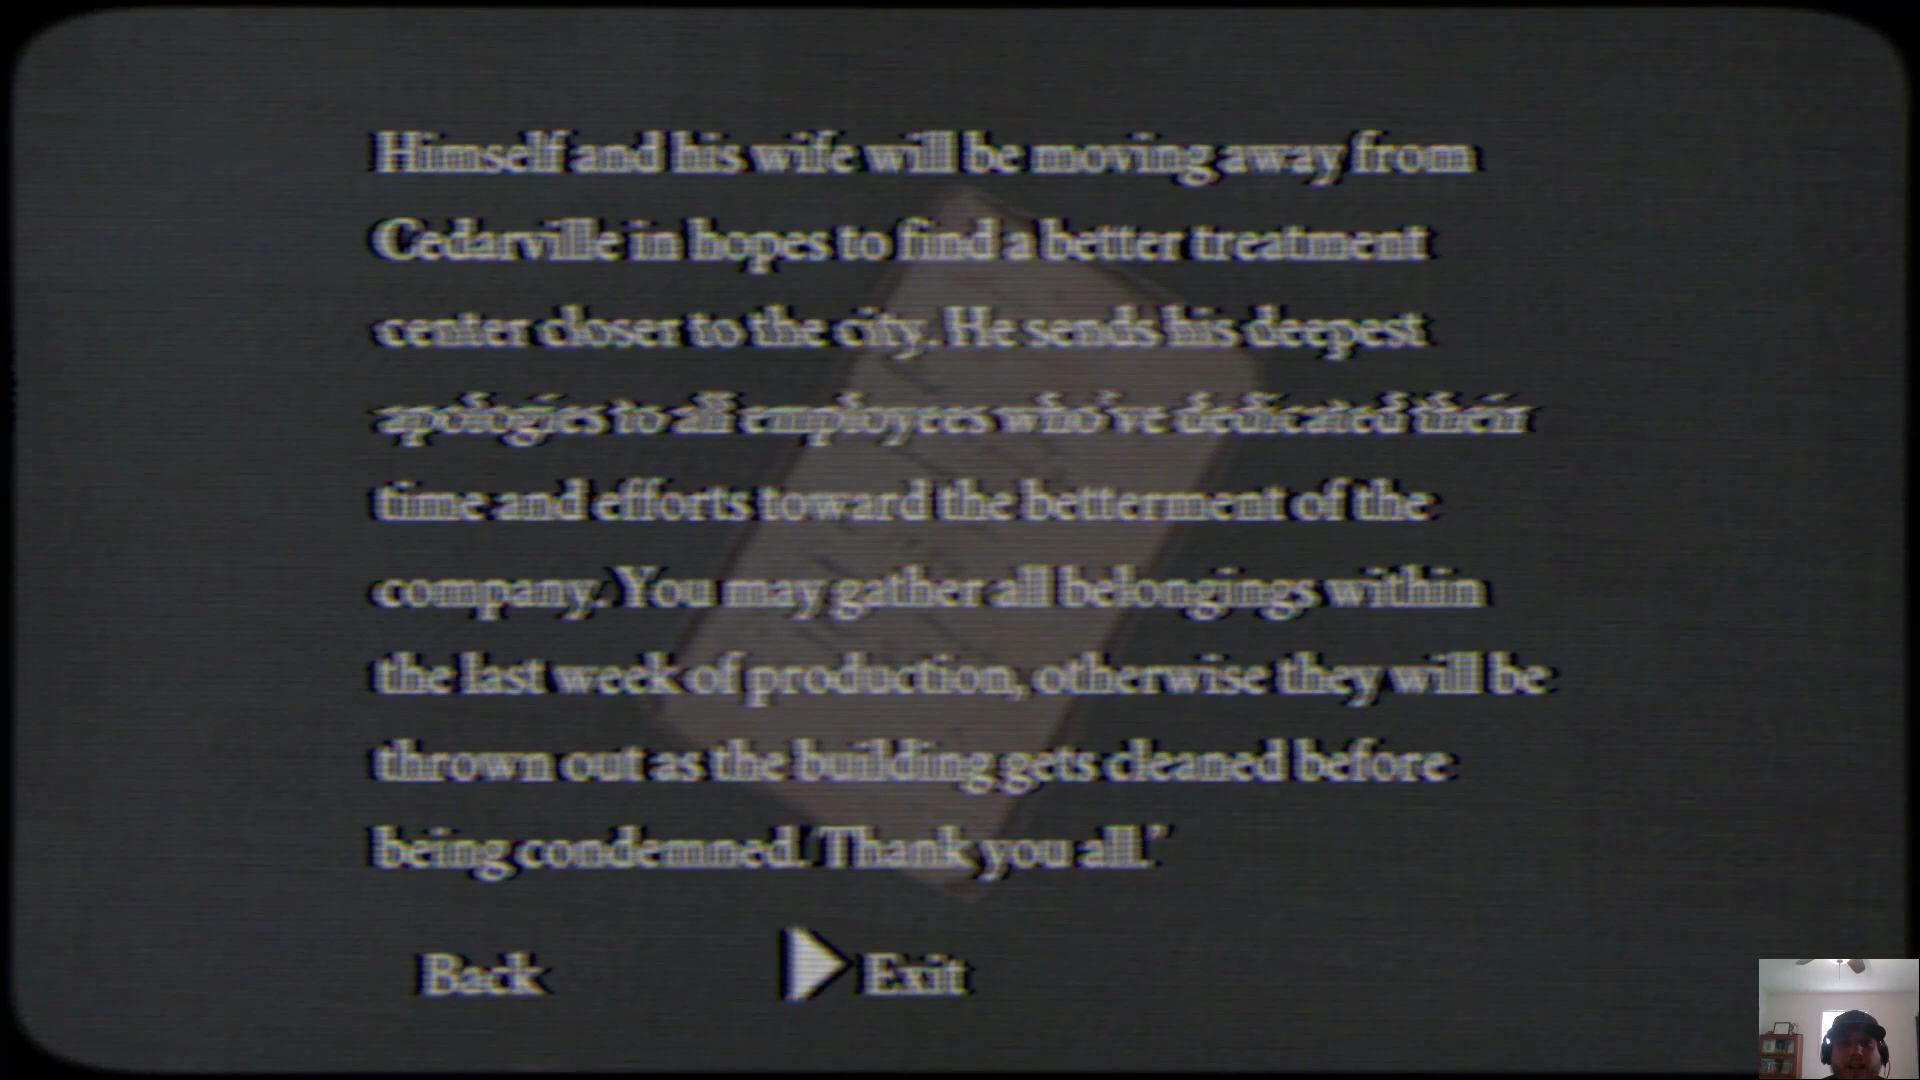 Himself and his wife will be moving away from
Cedarville in hopes to find a better treatment
center closer to the city. He sends his deepest
apologies to all employees who've dedicated their
time and efforts toward the betterment of the
company. You may gather all belongings within
the last week of production, otherwise they will be
thrown out as the building gets cleaned before
being condemned. Thank you all."
Back
Exit